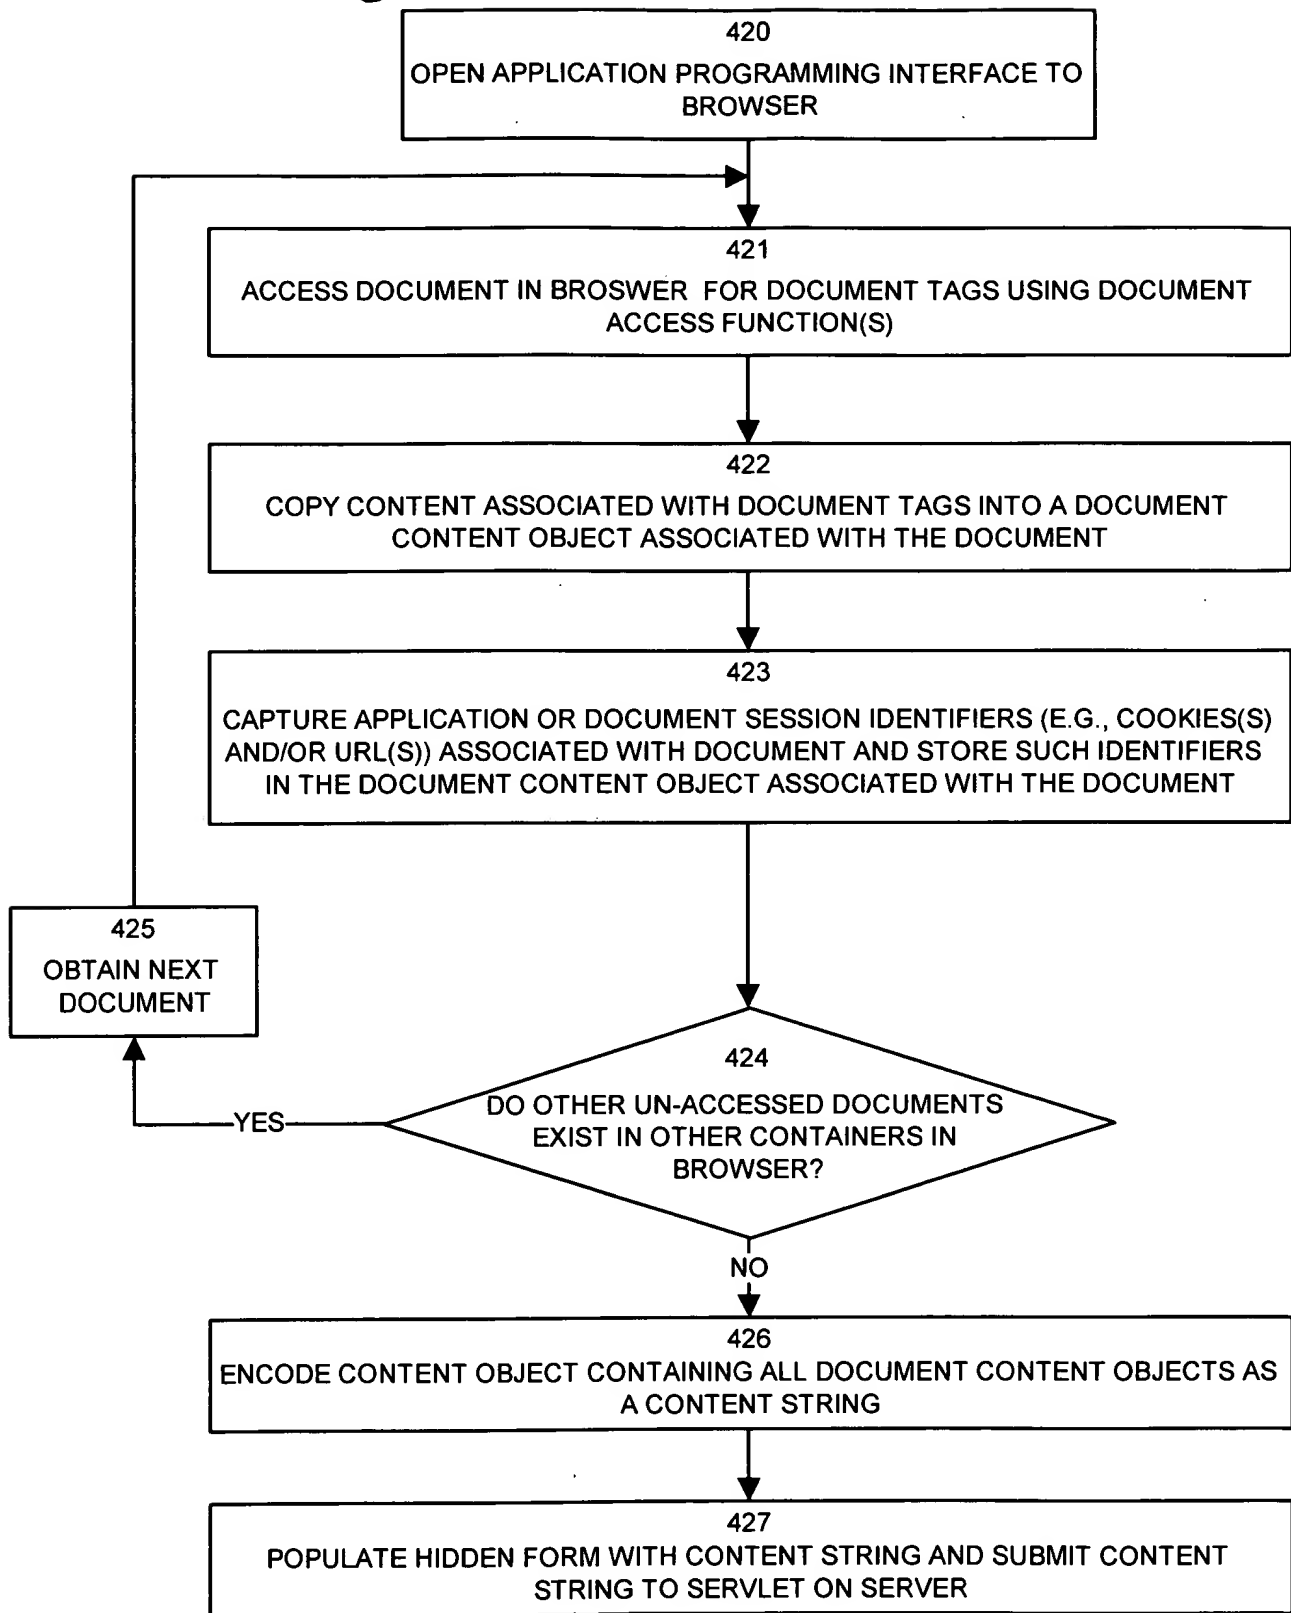 420
OPEN APPLICATION PROGRAMMING INTERFACE TO
BROWSER
421
ACCESS DOCUMENT IN BROSWER FOR DOCUMENT TAGS USING DOCUMENT
ACCESS FUNCTION(S)
422
COPY CONTENT ASSOCIATED WITH DOCUMENT TAGS INTO A DOCUMENT
CONTENT OBJECT ASSOCIATED WITH THE DOCUMENT
423
CAPTURE APPLICATION OR DOCUMENT SESSION IDENTIFIERS (E.G., COOKIES(S)
AND/OR URL(S)) ASSOCIATED WITH DOCUMENT AND STORE SUCH IDENTIFIERS
IN THE DOCUMENT CONTENT OBJECT ASSOCIATED WITH THE DOCUMENT
425
OBTAIN NEXT
DOCUMENT
424
DO OTHER UN-ACCESSED DOCUMENTS
EXIST IN OTHER CONTAINERS IN
BROWSER?
YES
NO
426
ENCODE CONTENT OBJECT CONTAINING ALL DOCUMENT CONTENT OBJECTS AS
A CONTENT STRING
427
POPULATE HIDDEN FORM WITH CONTENT STRING AND SUBMIT CONTENT
STRING TO SERVLET ON SERVER